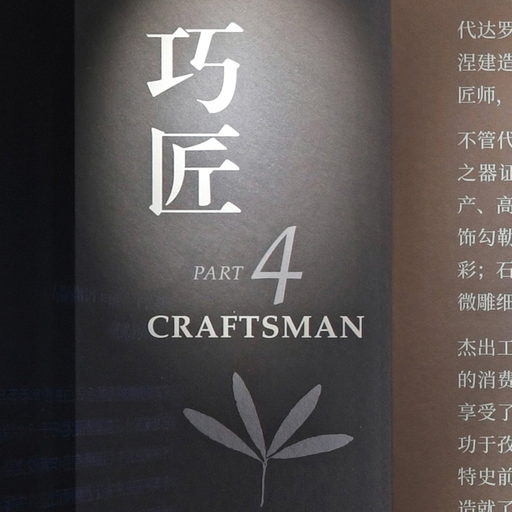 巧匠
PART 4
CRAFTSMAN
代达罗
涅建造
匠师，
不管代
之器证
产、高
饰勾勒
彩；石
微雕细
杰出工
的消费
享受了
功于孜
特史前
造就了